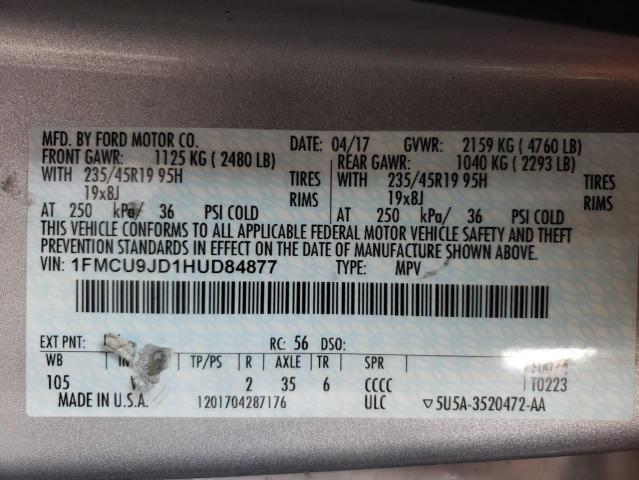 MFD. BY FORD MOTOR CO. DATE: 04/17 GVWR: 2159 KG ( 4760 LB)
FRONT GAWR: 1125 KG ( 2480 LB) REAR GAWR: 1040 KG ( 2293 LB)
WITH 235/45R19 95H TIRES WITH 235/45R19 95H TIRES
19x8J RIMS 19x8J RIMS
AT 250 kPa/ 36 PSI COLD AT 250 kPa/ 36 PSI COLD
THIS VEHICLE CONFORMS TO ALL APPLICABLE FEDERAL MOTOR VEHICLE SAFETY AND THEFT
PREVENTION STANDARDS IN EFFECT ON THE DATE OF MANUFACTURE SHOWN ABOVE.
VIN: 1FMCU9JD1HUD84877 TYPE: MPV
EXT PNT: RC: 56 DSO:
WB TP/PS R AXLE TR SPR
105 2 35 6 CCCC T0223
MADE IN U.S.A. 1201704287176 ULC ▽5U5A-3520472-AA